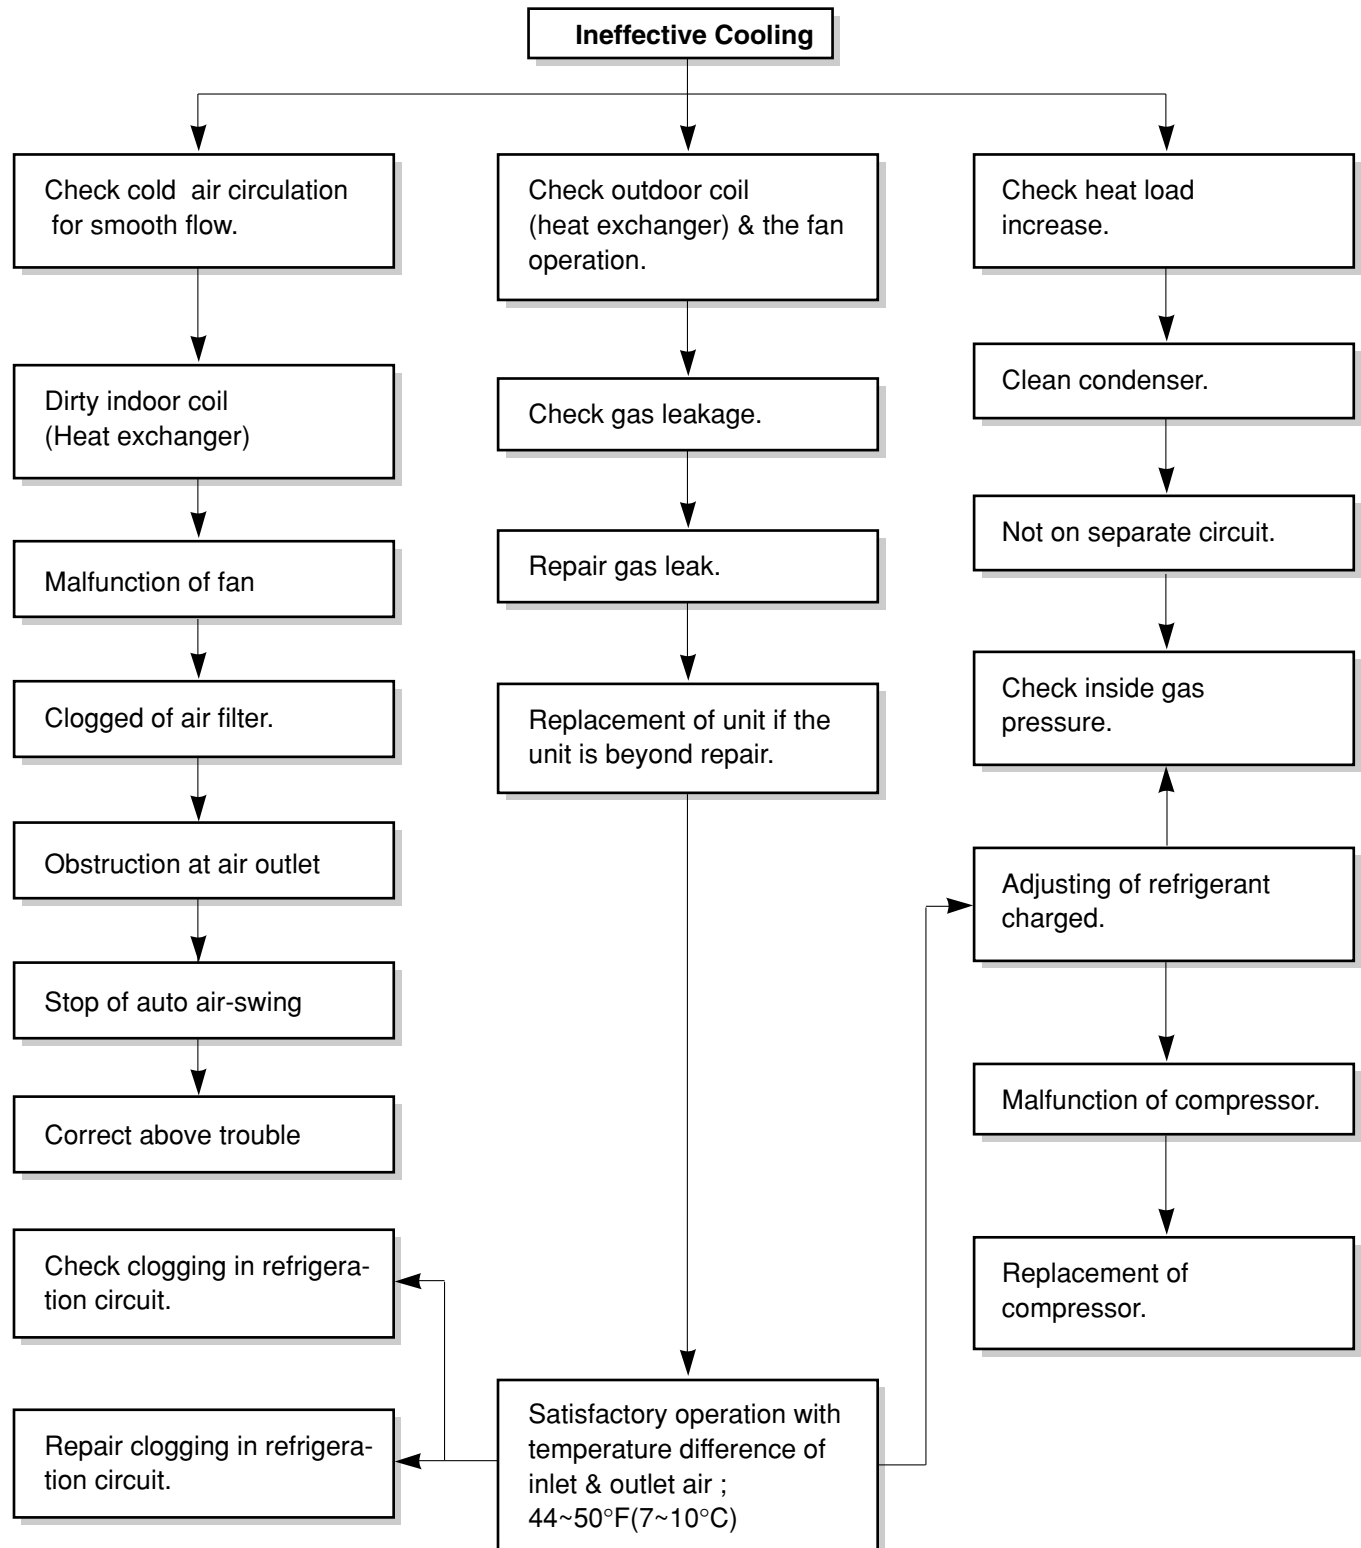 Ineffective Cooling
Check cold air circulation
for smooth flow.
Dirty indoor coil
(Heat exchanger)
Malfunction of fan
Clogged of air filter.
Obstruction at air outlet
Stop of auto air-swing
Correct above trouble
Check clogging in refrigera-
tion circuit.
Repair clogging in refrigera-
tion circuit.
Check outdoor coil
(heat exchanger) & the fan
operation.
Check gas leakage.
Repair gas leak.
Replacement of unit if the
unit is beyond repair.
Satisfactory operation with
temperature difference of
inlet & outlet air ;
44~50°F(7~10°C)
Check heat load
increase.
Clean condenser.
Not on separate circuit.
Check inside gas
pressure.
Adjusting of refrigerant
charged.
Malfunction of compressor.
Replacement of
compressor.